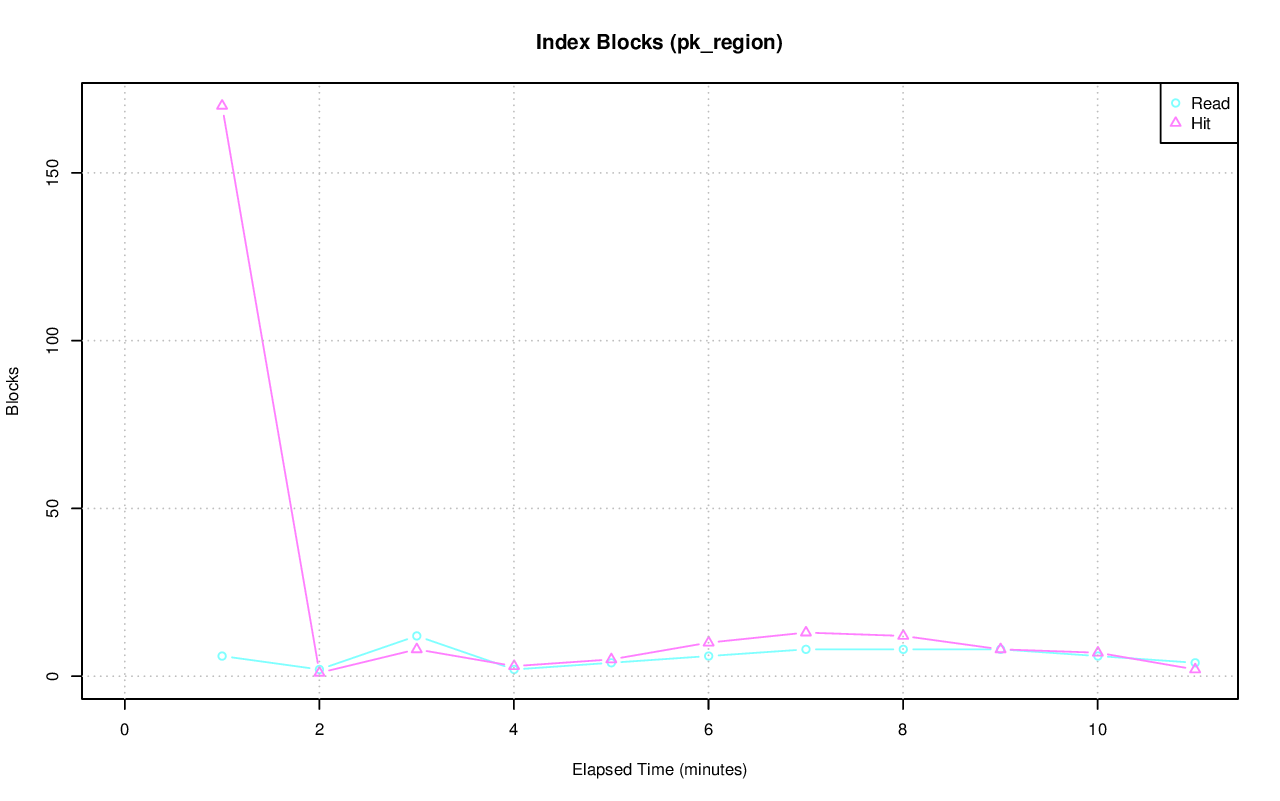 Index Blocks (pk_region)
Read
Hit
Blocks
150
100
50
0
0 2 4 6 8 10
Elapsed Time (minutes)